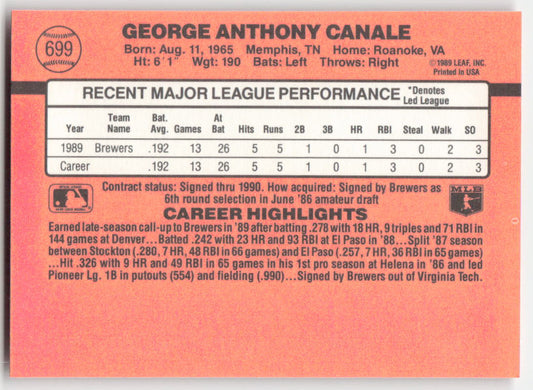 699
GEORGE ANTHONY CANALE
Born: Aug. 11, 1965 Memphis, TN Home: Roanoke, VA
Ht: 6'1" Wgt: 190 Bats: Left Throws: Right
©1989 LEAF, INC.
Printed in USA
RECENT MAJOR LEAGUE PERFORMANCE *Denotes Led League
Year Team Name Bat. Avg. Games At Bat Hits Runs 2B 3B HR RBI Steal Walk SO
1989 Brewers .192 13 26 5 5 1 0 1 3 0 2 3
Career .192 13 26 5 5 1 0 1 3 0 2 3
Contract status: Signed thru 1990. How acquired: Signed by Brewers as
6th round selection in June '86 amateur draft
MLB
CAREER HIGHLIGHTS
Earned late-season call-up to Brewers in '89 after batting .278 with 18 HR, 9 triples and 71 RBI in
144 games at Denver...Batted .242 with 23 HR and 93 RBI at El Paso in '88...Split '87 season
between Stockton (.280, 7 HR, 48 RBI in 66 games) and El Paso (.257, 7 HR, 36 RBI in 65 games)
...Hit .326 with 9 HR and 49 RBI in 65 games in his 1st pro season at Helena in '86 and led
Pioneer Lg. 1B in putouts (554) and fielding (.990)...Signed by Brewers out of Virginia Tech.